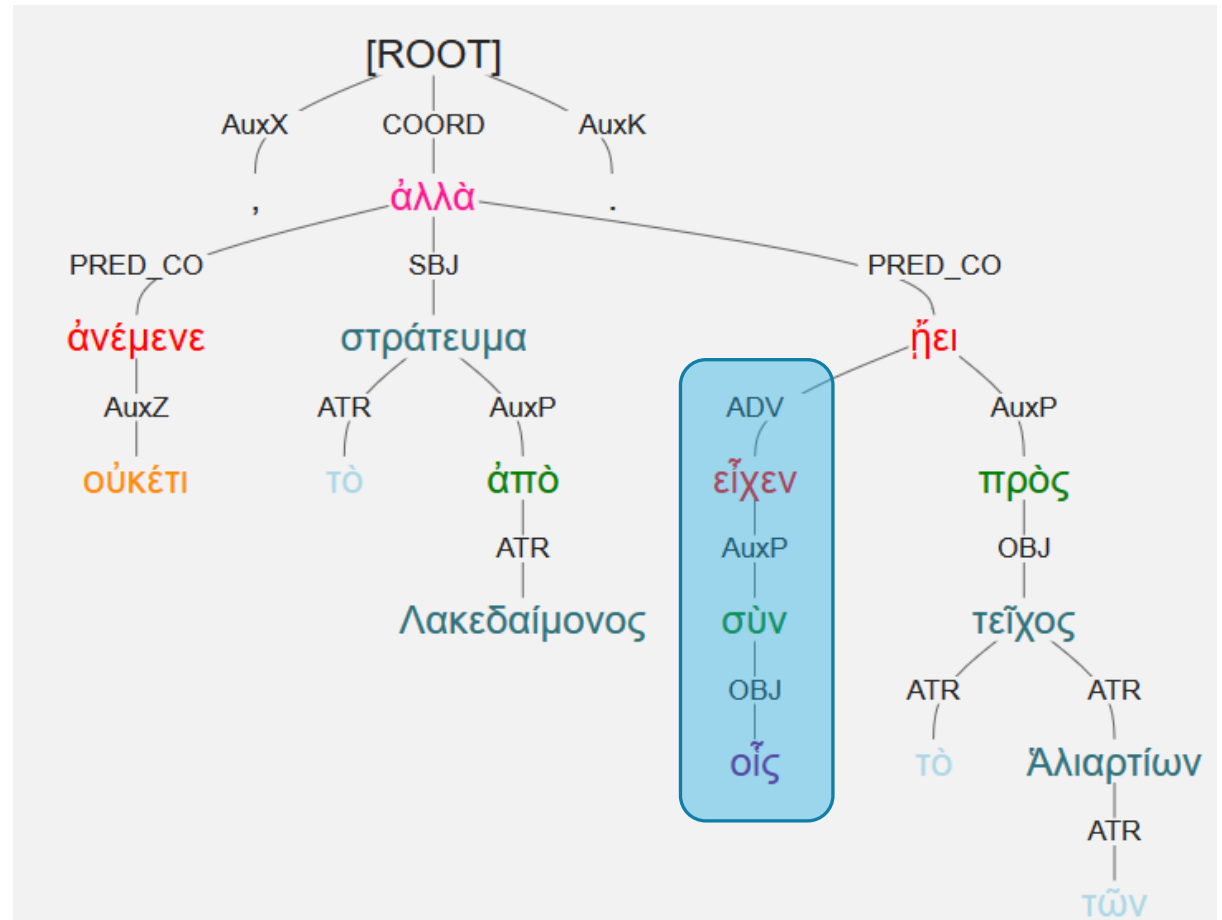 [ROOT]
AuxX COORD AuxK
, ἀλλὰ .
PRED_CO SBJ PRED_CO
ἀνέμενε στράτευμα ᾔει
AuxZ ATR AuxP ADV AuxP
οὐκέτι τὸ ἀπὸ εἶχεν πρὸς
ATR AuxP OBJ
Λακεδαίμονος σὺν τεῖχος
OBJ ATR ATR
οἷς τὸ Ἁλιαρτίων
ATR
τῶν